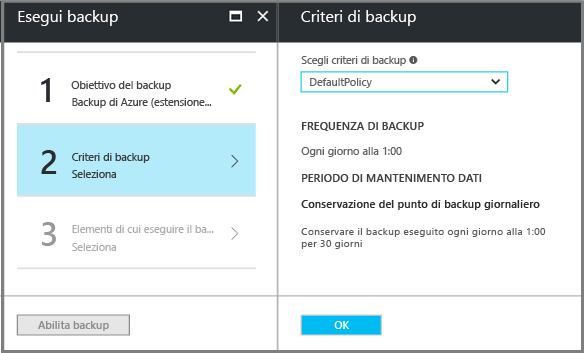 Esegui backup
1
Obiettivo del backup
Backup di Azure (estensione...
2
Criteri di backup
Seleziona
3
Elementi di cui eseguire il ba...
Seleziona
Abilita backup
Criteri di backup
Scegli criteri di backup
DefaultPolicy
FREQUENZA DI BACKUP
Ogni giorno alla 1:00
PERIODO DI MANTENIMENTO DATI
Conservazione del punto di backup giornaliero
Conservare il backup eseguito ogni giorno alla 1:00
per 30 giorni
OK